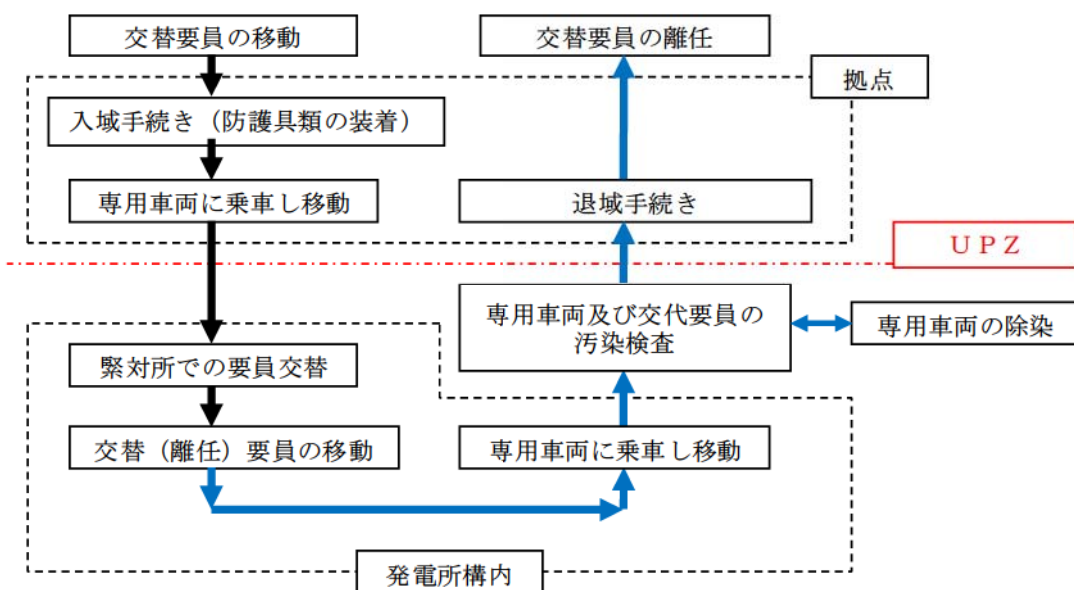 交替要員の移動
交替要員の離任
拠点
入域手続き（防護具類の装着）
専用車両に乗車し移動
退域手続き
ＵＰＺ
専用車両及び交代要員の
汚染検査
専用車両の除染
緊対所での要員交替
交替（離任）要員の移動
専用車両に乗車し移動
発電所構内